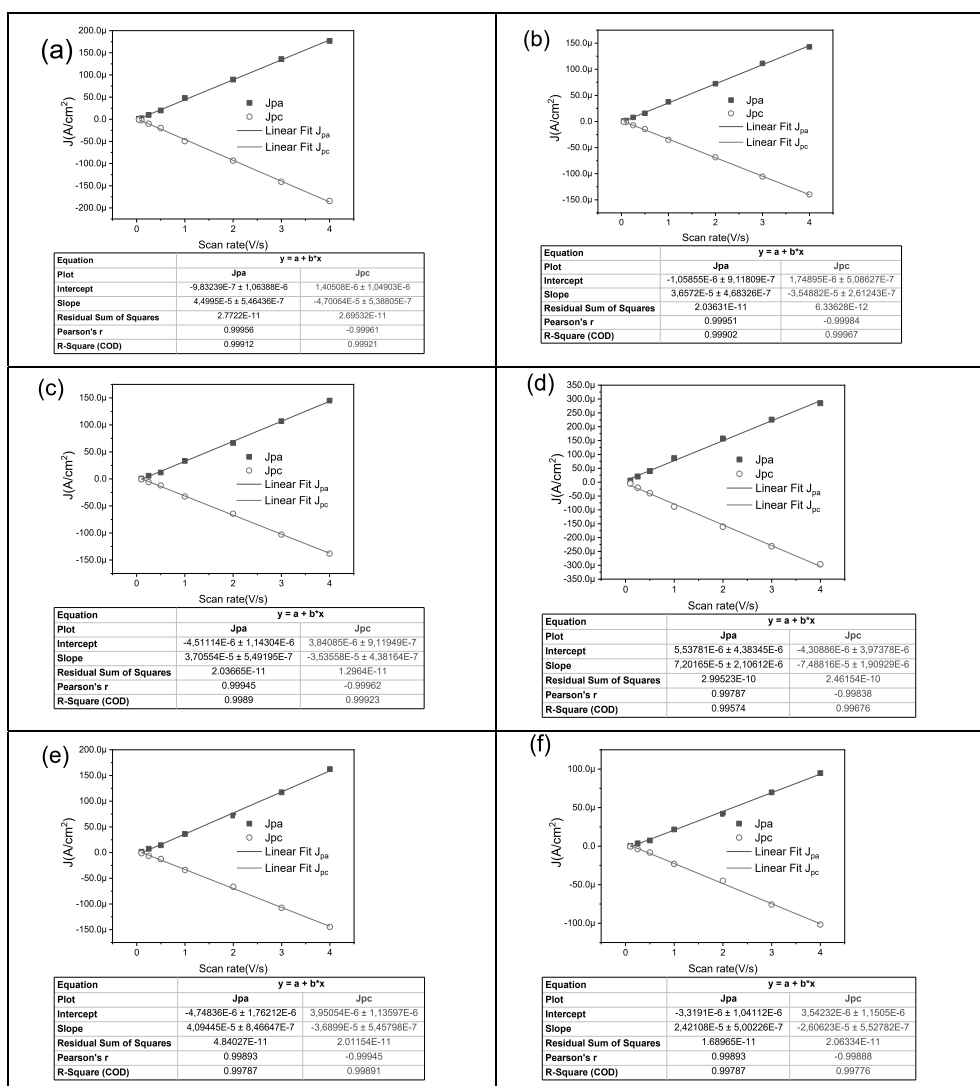 (a)
200.0µ
150.0µ
100.0µ
50.0µ
0.0
-50.0µ
-100.0µ
-150.0µ
-200.0µ
J(A/cm²)
Jpa
Jpc
Linear Fit Jpa
Linear Fit Jpc
0 1 2 3 4
Scan rate(V/s)
Equation y = a + b*x
Plot Jpa Jpc
Intercept -9,83239E-7 ± 1,06388E-6 1,40508E-6 ± 1,04903E-6
Slope 4,4995E-5 ± 5,46436E-7 -4,70064E-5 ± 5,38805E-7
Residual Sum of Squares 2.7722E-11 2.69532E-11
Pearson's r 0.99956 -0.99961
R-Square (COD) 0.99912 0.99921
(b)
150.0µ
100.0µ
50.0µ
0.0
-50.0µ
-100.0µ
-150.0µ
J(A/cm²)
Jpa
Jpc
Linear Fit Jpa
Linear Fit Jpc
0 1 2 3 4
Scan rate(V/s)
Equation y = a + b*x
Plot Jpa Jpc
Intercept -1,05855E-6 ± 9,11809E-7 1,74895E-6 ± 5,08627E-7
Slope 3,6572E-5 ± 4,68326E-7 -3,54882E-5 ± 2,61243E-7
Residual Sum of Squares 2.03631E-11 6.33628E-12
Pearson's r 0.99951 -0.99984
R-Square (COD) 0.99902 0.99967
(c)
150.0µ
100.0µ
50.0µ
0.0
-50.0µ
-100.0µ
-150.0µ
J(A/cm²)
Jpa
Jpc
Linear Fit Jpa
Linear Fit Jpc
0 1 2 3 4
Scan rate(V/s)
Equation y = a + b*x
Plot Jpa Jpc
Intercept -4,51114E-6 ± 1,14304E-6 3,84085E-6 ± 9,11949E-7
Slope 3,70554E-5 ± 5,49195E-7 -3,53558E-5 ± 4,38164E-7
Residual Sum of Squares 2.03665E-11 1.2964E-11
Pearson's r 0.99945 -0.99962
R-Square (COD) 0.9989 0.99923
(d)
350.0µ
300.0µ
250.0µ
200.0µ
150.0µ
100.0µ
50.0µ
0.0
-50.0µ
-100.0µ
-150.0µ
-200.0µ
-250.0µ
-300.0µ
-350.0µ
J(A/cm²)
Jpa
Jpc
Linear Fit Jpa
Linear Fit Jpc
0 1 2 3 4
Scan rate(V/s)
Equation y = a + b*x
Plot Jpa Jpc
Intercept 5,53781E-6 ± 4,38345E-6 -4,30886E-6 ± 3,97378E-6
Slope 7,20165E-5 ± 2,10612E-6 -7,48816E-5 ± 1,90929E-6
Residual Sum of Squares 2.99523E-10 2.46154E-10
Pearson's r 0.99787 -0.99838
R-Square (COD) 0.99574 0.99676
(e)
200.0µ
150.0µ
100.0µ
50.0µ
0.0
-50.0µ
-100.0µ
-150.0µ
J(A/cm²)
Jpa
Jpc
Linear Fit Jpa
Linear Fit Jpc
0 1 2 3 4
Scan rate(V/s)
Equation y = a + b*x
Plot Jpa Jpc
Intercept -4,74836E-6 ± 1,76212E-6 3,95054E-6 ± 1,13597E-6
Slope 4,09445E-5 ± 8,46647E-7 -3,6899E-5 ± 5,45798E-7
Residual Sum of Squares 4.84027E-11 2.01154E-11
Pearson's r 0.99893 -0.99945
R-Square (COD) 0.99787 0.99891
(f)
100.0µ
50.0µ
0.0
-50.0µ
-100.0µ
J(A/cm²)
Jpa
Jpc
Linear Fit Jpa
Linear Fit Jpc
0 1 2 3 4
Scan rate(V/s)
Equation y = a + b*x
Plot Jpa Jpc
Intercept -3,3191E-6 ± 1,04112E-6 3,54232E-6 ± 1,1505E-6
Slope 2,42108E-5 ± 5,00226E-7 -2,60623E-5 ± 5,52782E-7
Residual Sum of Squares 1.68965E-11 2.06334E-11
Pearson's r 0.99893 -0.99888
R-Square (COD) 0.99787 0.99776